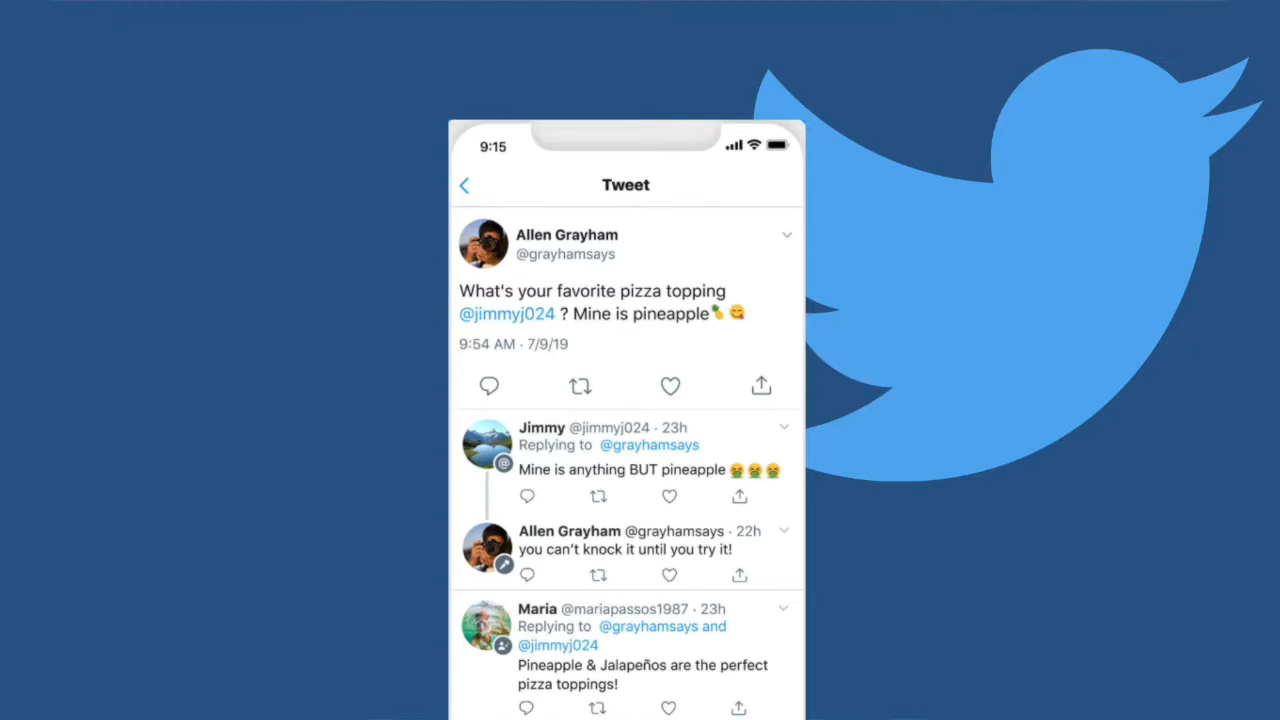 9:15
Tweet
Allen Grayham
@grayhamsays
What's your favorite pizza topping
@jimmyj024 ? Mine is pineapple🍍 😋
9:54 AM · 7/9/19
Jimmy @jimmyj024 · 23h
Replying to @grayhamsays
@
Mine is anything BUT pineapple 🤮 🤮 🤮
Allen Grayham @grayhamsays · 22h
you can't knock it until you try it!
Maria @mariapassos1987 · 23h
Replying to @grayhamsays and
@jimmyj024
Pineapple & Jalapeños are the perfect
pizza toppings!